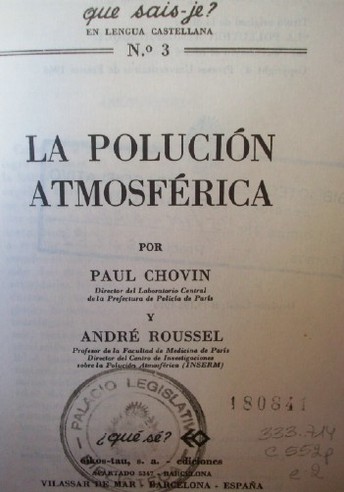 que sais-je?
EN LENGUA CASTELLANA
N.º 3
LA POLUCIÓN
ATMOSFÉRICA
POR
PAUL CHOVIN
Director del Laboratorio Central
de la Prefectura de Policía de París
Y
ANDRÉ ROUSSEL
Profesor de la Facultad de Medicina de París
Director del Centro de Investigaciones
sobre la Polución Atmosférica (INSERM)
PALACIO LEGISLATIVO
180841
¿qué sé?
333.714
oikos-tau, s. a. - ediciones
APARTADO 5347 - BARCELONA
VILASSAR DE MAR - BARCELONA - ESPAÑA